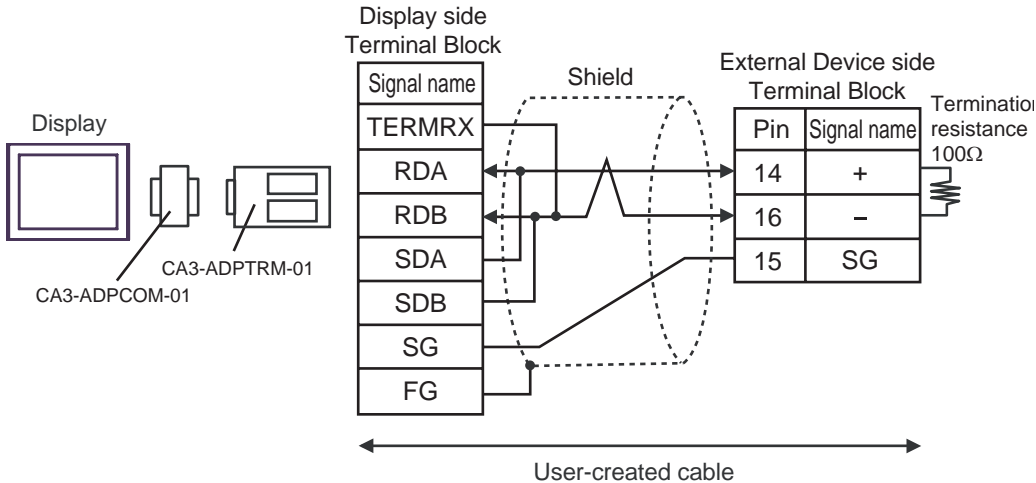 Display side
Terminal Block
Signal name
TERMRX
RDA
RDB
SDA
SDB
SG
FG
Shield
External Device side
Terminal Block
Pin Signal name
14 +
16 –
15 SG
Termination
resistance
100Ω
Display
CA3-ADPTRM-01
CA3-ADPCOM-01
User-created cable